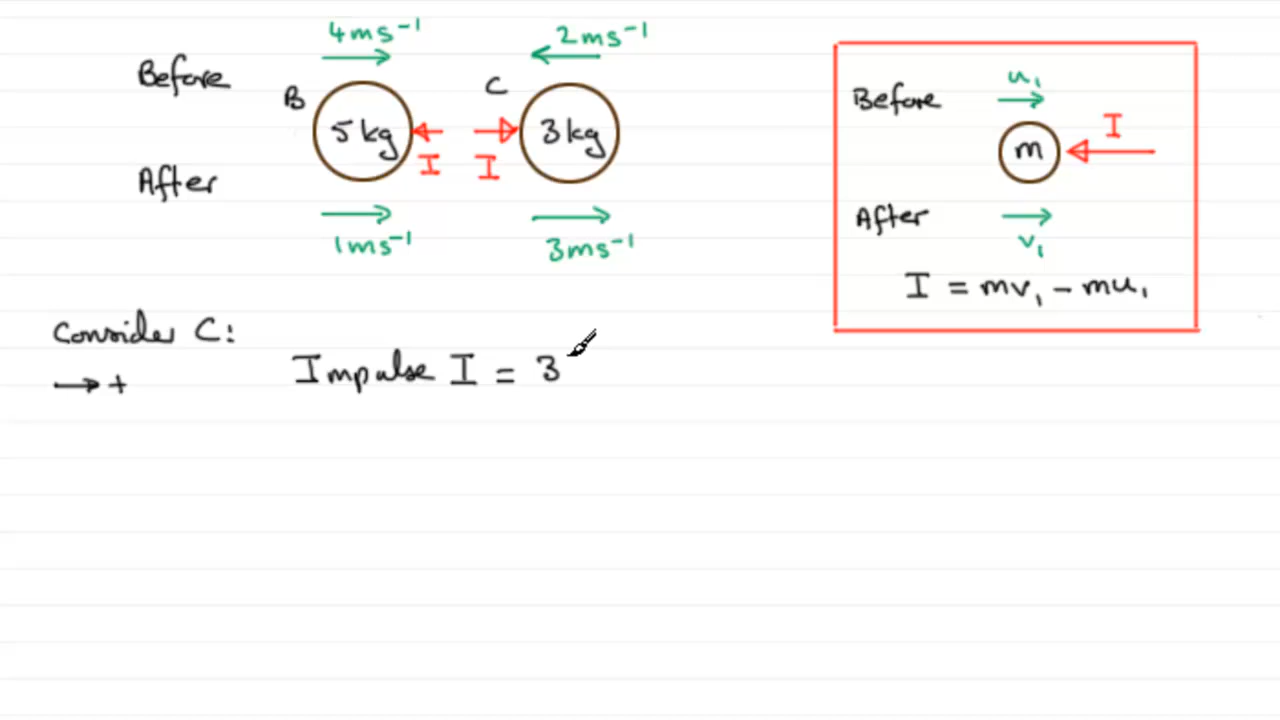 4ms⁻¹ 2ms⁻¹
Before B C
5kg 3kg
I I
After
1ms⁻¹ 3ms⁻¹
Before u₁
I
m
After
v₁
I = mv₁ - mu₁
Consider C:
→ + Impulse I = 3